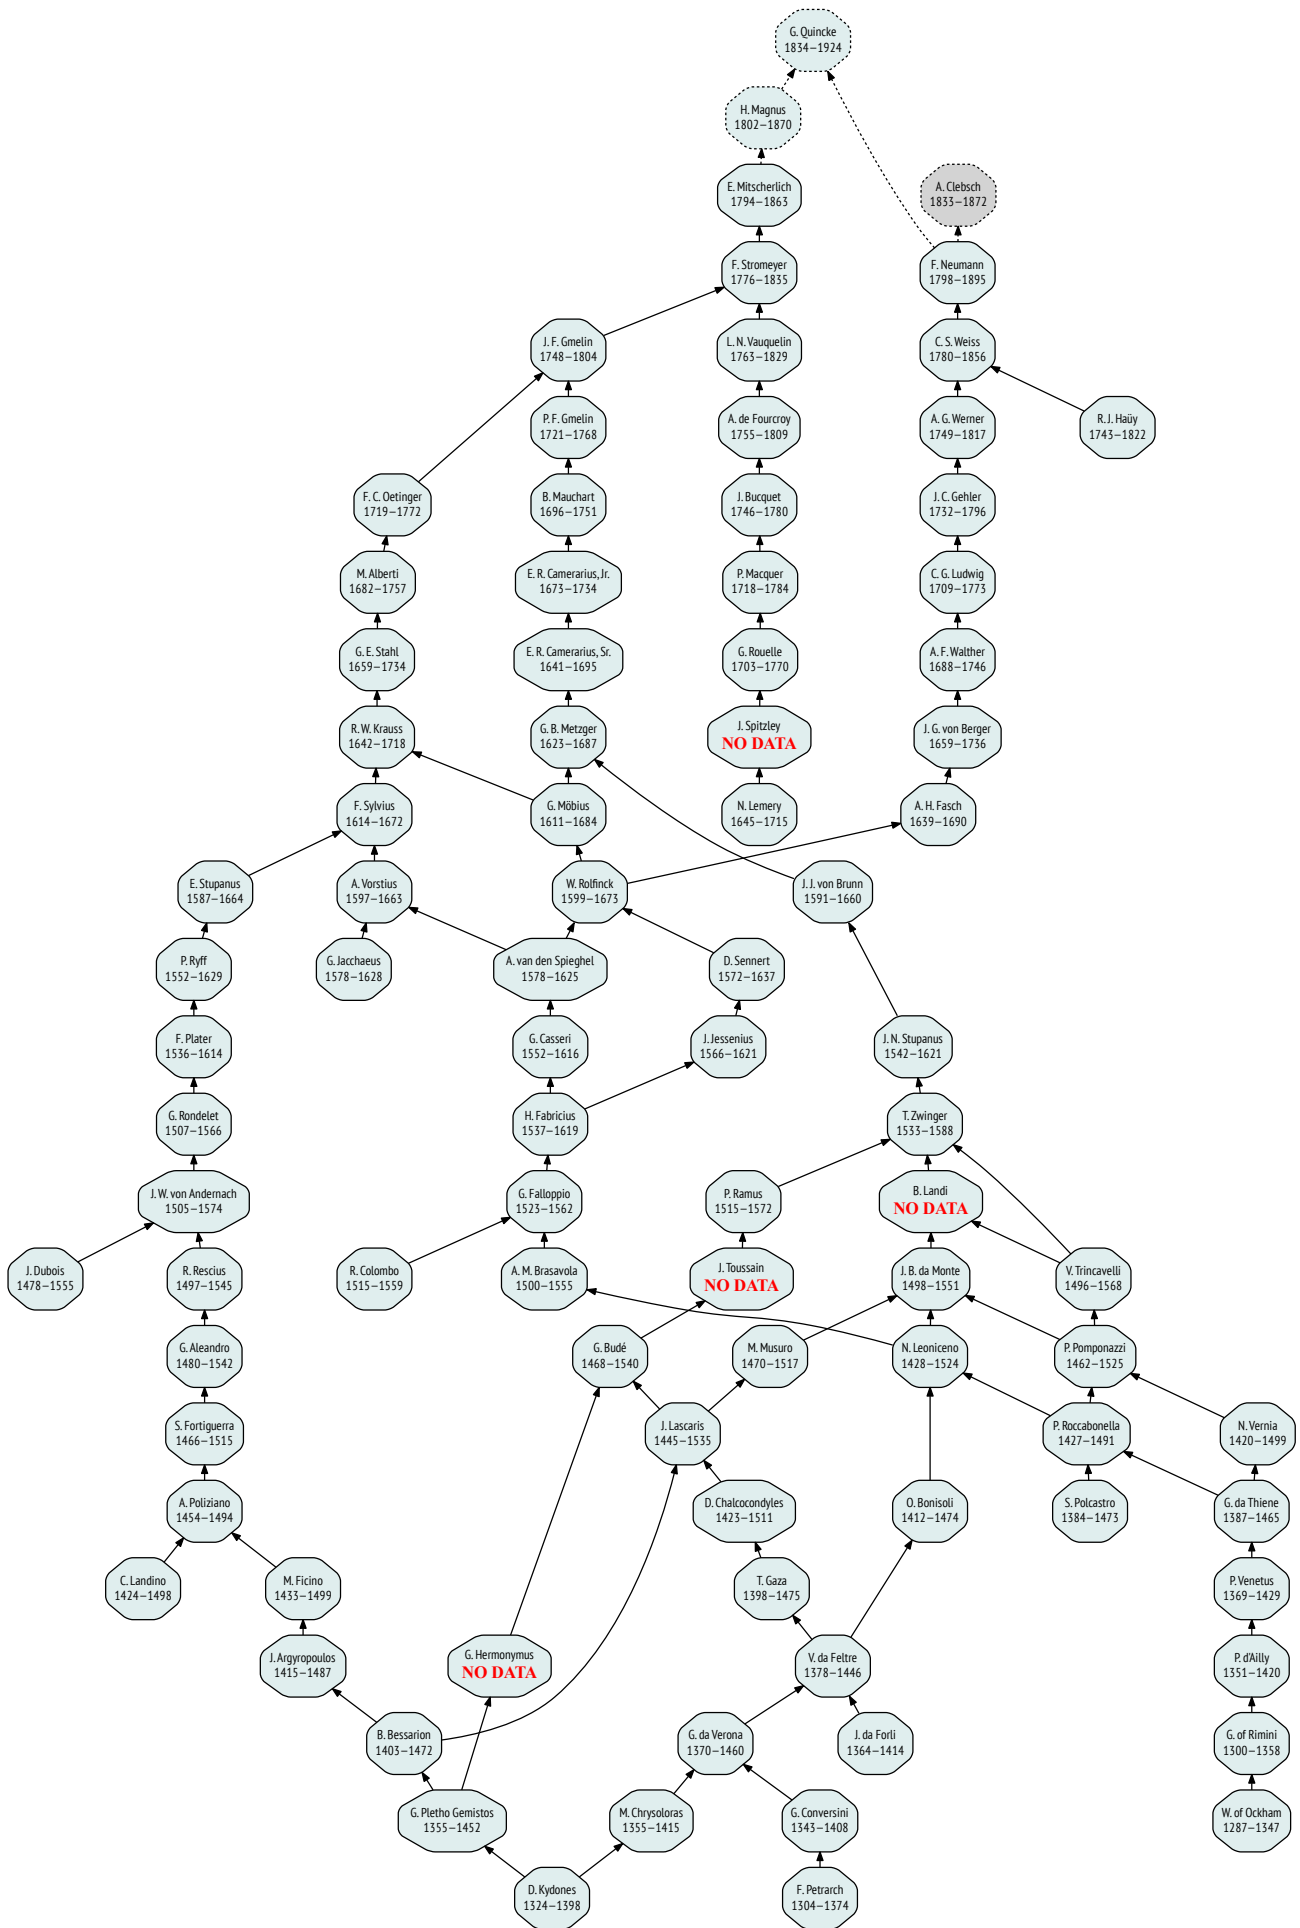 G. Quincke
1834–1924
H. Magnus
1802–1870
E. Mitscherlich
1794–1863
A. Clebsch
1833–1872
F. Stromeyer
1776–1835
F. Neumann
1798–1895
J. F. Gmelin
1748–1804
L. N. Vauquelin
1763–1829
C. S. Weiss
1780–1856
P. F. Gmelin
1721–1768
A. de Fourcroy
1755–1809
A. G. Werner
1749–1817
R. J. Haüy
1743–1822
F. C. Oetinger
1719–1772
B. Mauchart
1696–1751
J. Bucquet
1746–1780
J. C. Gehler
1732–1796
M. Alberti
1682–1757
E. R. Camerarius, Jr.
1673–1734
P. Macquer
1718–1784
C. G. Ludwig
1709–1773
G. E. Stahl
1659–1734
E. R. Camerarius, Sr.
1641–1695
G. Rouelle
1703–1770
A. F. Walther
1688–1746
R. W. Krauss
1642–1718
G. B. Metzger
1623–1687
J. Spitzley
NO DATA
J. G. von Berger
1659–1736
F. Sylvius
1614–1672
G. Möbius
1611–1684
N. Lemery
1645–1715
A. H. Fasch
1639–1690
E. Stupanus
1587–1664
A. Vorstius
1597–1663
W. Rolfinck
1599–1673
J. J. von Brunn
1591–1660
P. Ryff
1552–1629
G. Jacchaeus
1578–1628
A. van den Spieghel
1578–1625
D. Sennert
1572–1637
F. Plater
1536–1614
G. Casseri
1552–1616
J. Jessenius
1566–1621
J. N. Stupanus
1542–1621
G. Rondelet
1507–1566
H. Fabricius
1537–1619
T. Zwinger
1533–1588
J. W. von Andernach
1505–1574
G. Falloppio
1523–1562
P. Ramus
1515–1572
B. Landi
NO DATA
J. Dubois
1478–1555
R. Rescius
1497–1545
R. Colombo
1515–1559
A. M. Brasavola
1500–1555
J. Toussain
NO DATA
J. B. da Monte
1498–1551
V. Trincavelli
1496–1568
G. Aleandro
1480–1542
G. Budé
1468–1540
M. Musuro
1470–1517
N. Leoniceno
1428–1524
P. Pomponazzi
1462–1525
S. Fortiguerra
1466–1515
J. Lascaris
1445–1535
P. Roccabonella
1427–1491
N. Vernia
1420–1499
A. Poliziano
1454–1494
D. Chalcocondyles
1423–1511
O. Bonisoli
1412–1474
S. Polcastro
1384–1473
G. da Thiene
1387–1465
C. Landino
1424–1498
M. Ficino
1433–1499
T. Gaza
1398–1475
P. Venetus
1369–1429
J. Argyropoulos
1415–1487
G. Hermonymus
NO DATA
V. da Feltre
1378–1446
P. d'Ailly
1351–1420
B. Bessarion
1403–1472
G. da Verona
1370–1460
J. da Forli
1364–1414
G. of Rimini
1300–1358
G. Pletho Gemistos
1355–1452
M. Chrysoloras
1355–1415
G. Conversini
1343–1408
W. of Ockham
1287–1347
D. Kydones
1324–1398
F. Petrarch
1304–1374